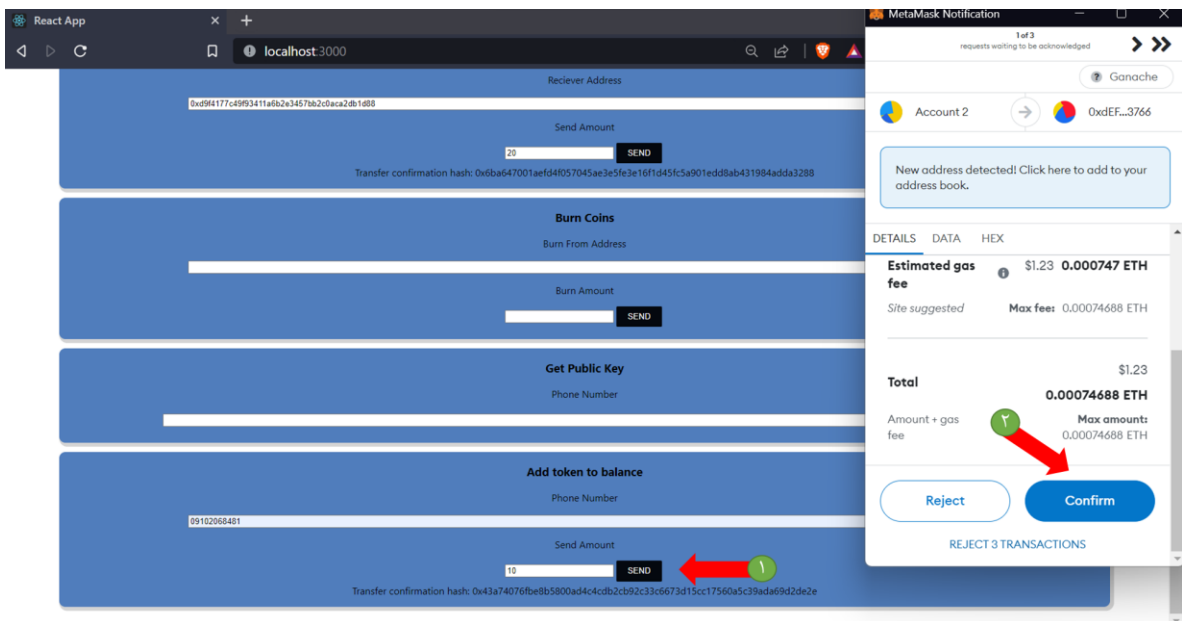 React App
localhost:3000
Reciever Address
0xd9f4177c49f93411a6b2e3457bb2c0aca2db1d88
Send Amount
20
SEND
Transfer confirmation hash: 0x6ba647001aefd4f057045ae3e5fe3e16f1d45fc5a901edd8ab431984adda3288
Burn Coins
Burn From Address
Burn Amount
SEND
Get Public Key
Phone Number
Add token to balance
Phone Number
09102068481
Send Amount
10
SEND
۱
Transfer confirmation hash: 0x43a74076fbe8b5800ad4c4cdb2cb92c33c6673d15cc17560a5c39ada69d2de2e
MetaMask Notification
1 of 3
requests waiting to be acknowledged
Ganache
Account 2
0xdEF...3766
New address detected! Click here to add to your
address book.
DETAILS DATA HEX
Estimated gas
fee
$1.23 0.000747 ETH
Site suggested
Max fee: 0.00074688 ETH
$1.23
Total
0.00074688 ETH
Amount + gas
fee
۲
Max amount:
0.00074688 ETH
Reject
Confirm
REJECT 3 TRANSACTIONS